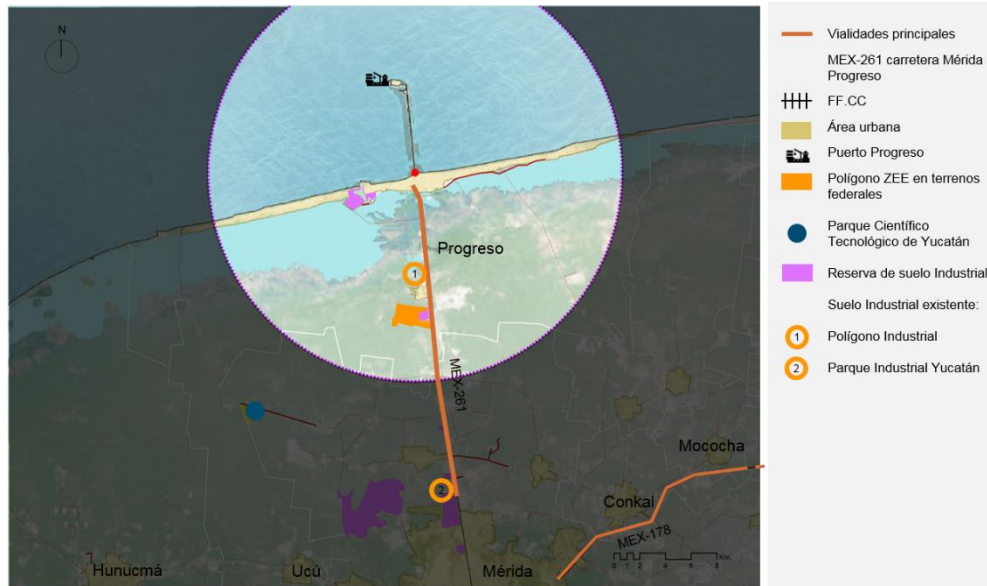 N
Progreso
1
MEX-261
Mococha
2
Conkal
MEX-178
0 1 2 4 6 8 Km
Hunucmá
Ucú
Mérida
Vialidades principales
MEX-261 carretera Mérida
Progreso
FF.CC
Área urbana
Puerto Progreso
Polígono ZEE en terrenos
federales
Parque Científico
Tecnológico de Yucatán
Reserva de suelo Industrial
Suelo Industrial existente:
1 Polígono Industrial
2 Parque Industrial Yucatán